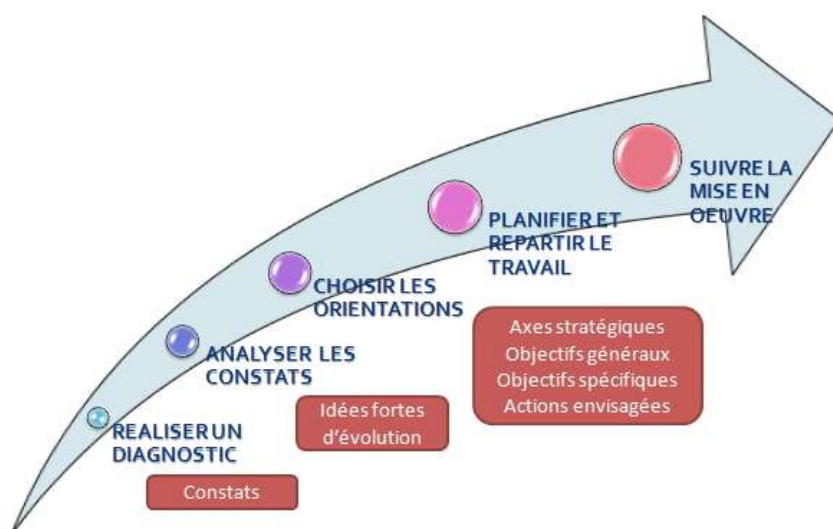 SUIVRE LA
MISE EN
OEUVRE
PLANIFIER ET
REPARTIR LE
TRAVAIL
CHOISIR LES
ORIENTATIONS
ANALYSER LES
CONSTATS
REALISER UN
DIAGNOSTIC
Axes stratégiques
Objectifs généraux
Objectifs spécifiques
Actions envisagées
Idées fortes
d'évolution
Constats